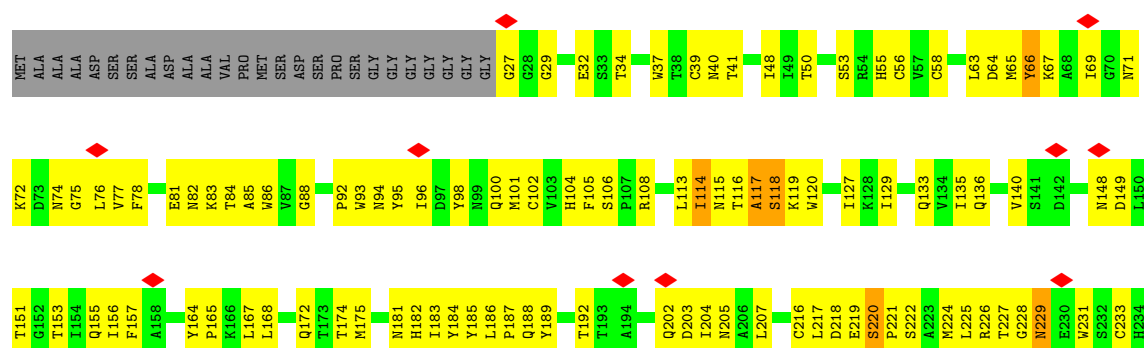 MET ALA ALA ALA ASP SER SER ALA ASP ALA ALA VAL PRO MET SER ASP SER PRO SER GLY GLY GLY GLY GLY GLY GLY G27 G28 G29 E32 S33 T34 W37 T38 C39 N40 T41 I48 I49 T50 S53 R54 H55 C56 V57 C58 L63 D64 M65 Y66 K67 A68 I69 G70 N71
K72 D73 N74 G75 L76 V77 F78 E81 N82 K83 T84 A85 W86 V87 G88 P92 W93 N94 Y95 I96 D97 Y98 N99 Q100 M101 C102 V103 H104 F105 S106 P107 R108 L113 I114 N115 T116 A117 S118 K119 W120 I127 K128 I129 Q133 V134 I135 Q136 V140 S141 D142 N148 D149 L150
T151 G152 T153 I154 Q155 I156 F157 A158 Y164 P165 K166 L167 L168 Q172 T173 T174 M175 N181 H182 I183 Y184 Y185 L186 P187 Q188 Y189 T192 T193 A194 Q202 D203 I204 N205 A206 L207 C216 L217 D218 E219 S220 P221 S222 A223 M224 L225 R226 T227 G228 N229 E230 W231 S232 C233 H234